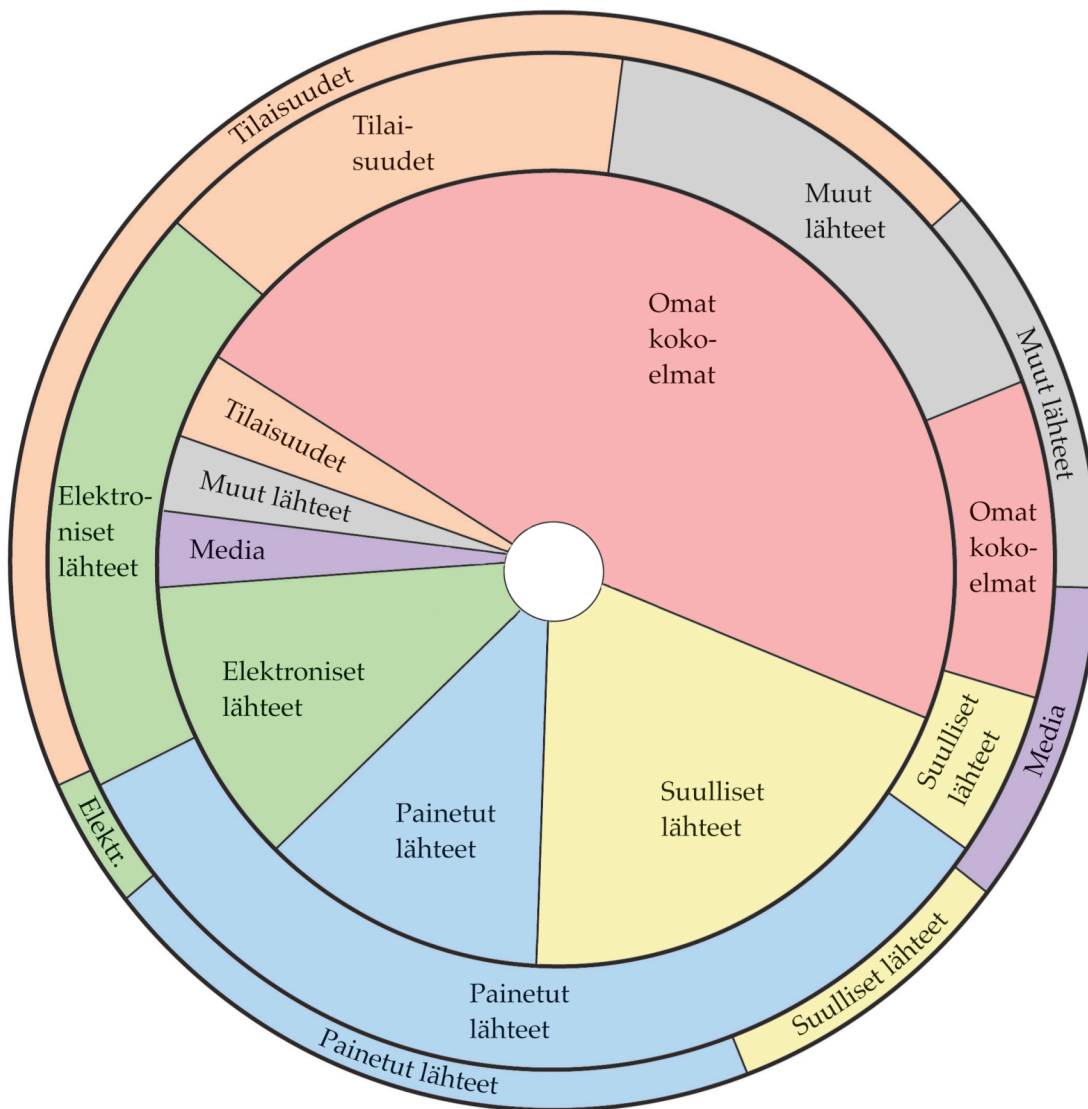 Tilaisuudet
Tilai-
suudet
Muut
lähteet
Muut lähteet
Omat
koko-
elmat
Omat
koko-
elmat
Tilaisuudet
Muut lähteet
Media
Elektro-
niset
lähteet
Elektroniset
lähteet
Painetut
lähteet
Suulliset
lähteet
Suulliset
lähteet
Media
Elektr.
Painetut
lähteet
Painetut lähteet
Suulliset lähteet